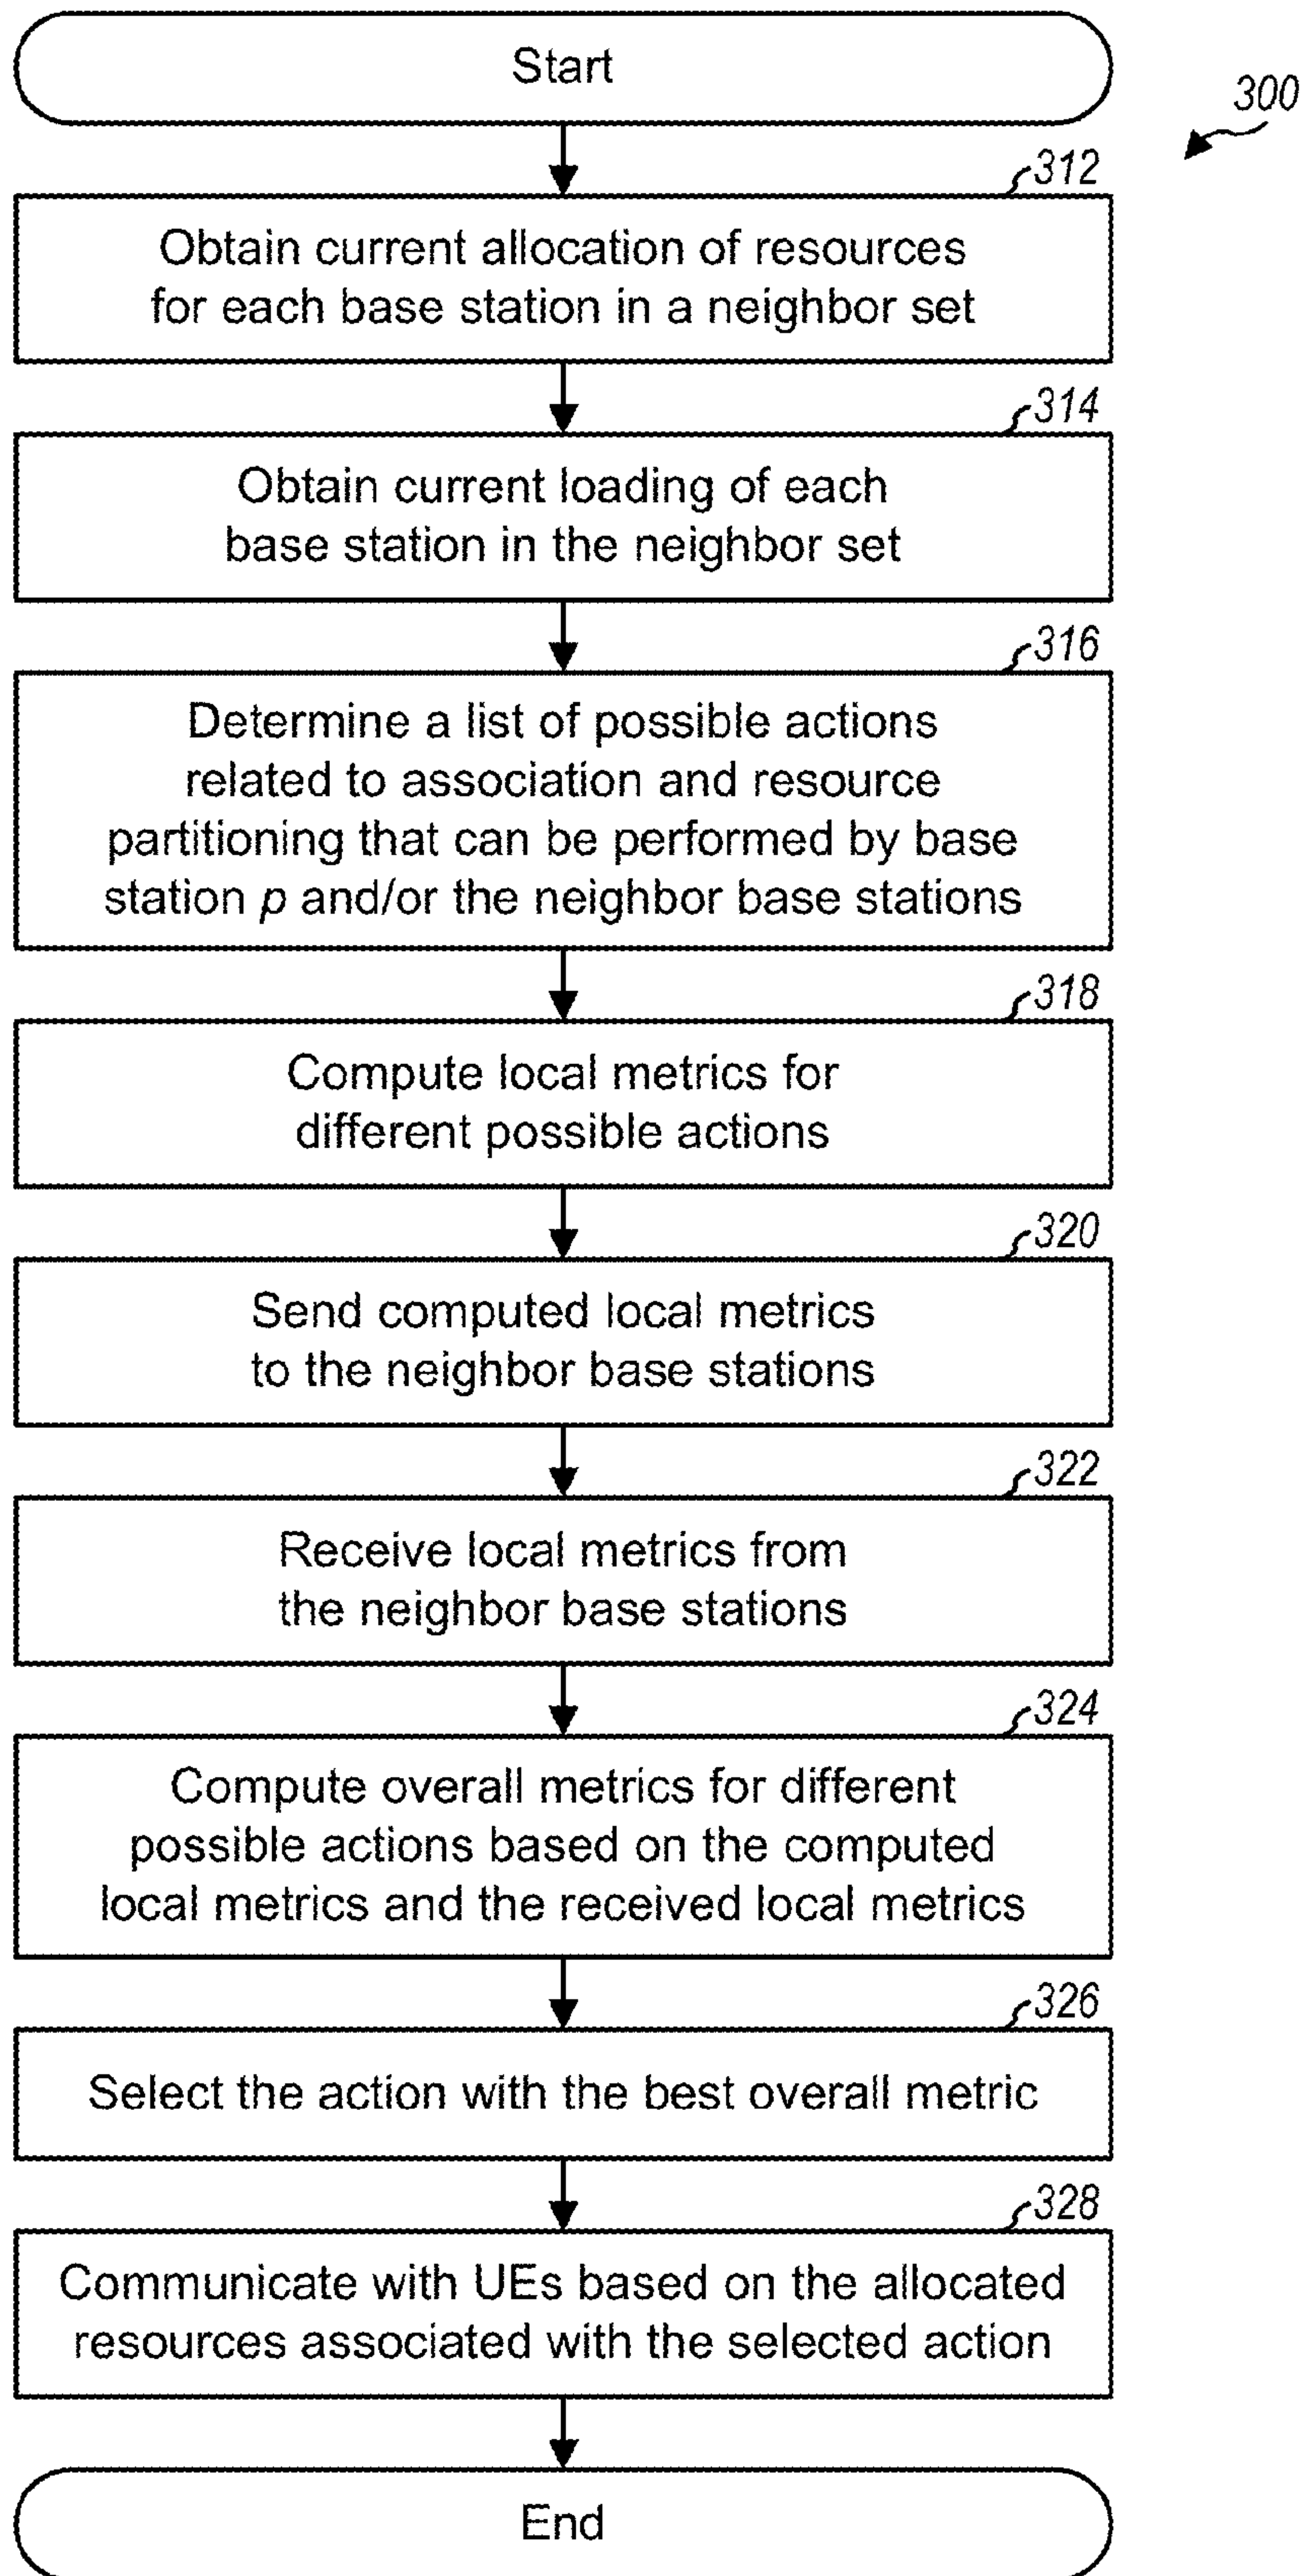 Start
300
312
Obtain current allocation of resources
for each base station in a neighbor set
314
Obtain current loading of each
base station in the neighbor set
316
Determine a list of possible actions
related to association and resource
partitioning that can be performed by base
station p and/or the neighbor base stations
318
Compute local metrics for
different possible actions
320
Send computed local metrics
to the neighbor base stations
322
Receive local metrics from
the neighbor base stations
324
Compute overall metrics for different
possible actions based on the computed
local metrics and the received local metrics
326
Select the action with the best overall metric
328
Communicate with UEs based on the allocated
resources associated with the selected action
End